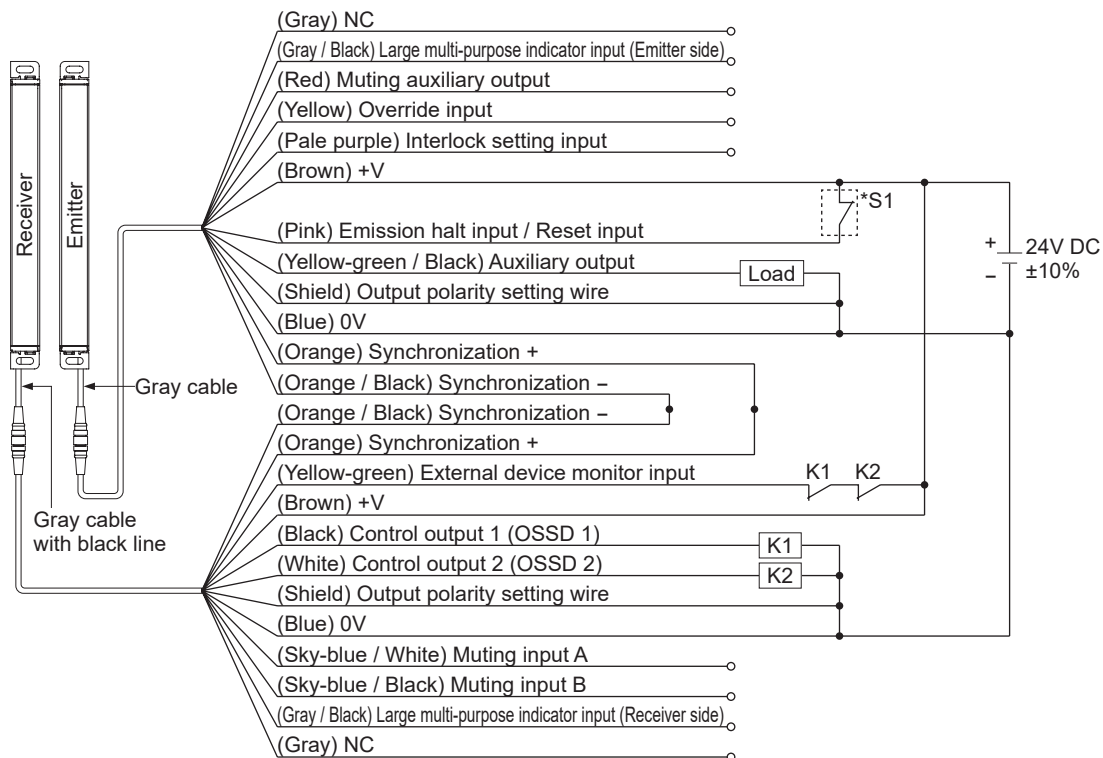 (Gray) NC
(Gray / Black) Large multi-purpose indicator input (Emitter side)
(Red) Muting auxiliary output
(Yellow) Override input
(Pale purple) Interlock setting input
(Brown) +V
*S1
(Pink) Emission halt input / Reset input
+
24V DC
−
±10%
(Yellow-green / Black) Auxiliary output
Load
(Shield) Output polarity setting wire
(Blue) 0V
(Orange) Synchronization +
(Orange / Black) Synchronization −
(Orange / Black) Synchronization −
(Orange) Synchronization +
(Yellow-green) External device monitor input
K1
K2
(Brown) +V
(Black) Control output 1 (OSSD 1)
K1
(White) Control output 2 (OSSD 2)
K2
(Shield) Output polarity setting wire
(Blue) 0V
(Sky-blue / White) Muting input A
(Sky-blue / Black) Muting input B
(Gray / Black) Large multi-purpose indicator input (Receiver side)
(Gray) NC
Receiver
Emitter
Gray cable
Gray cable
with black line